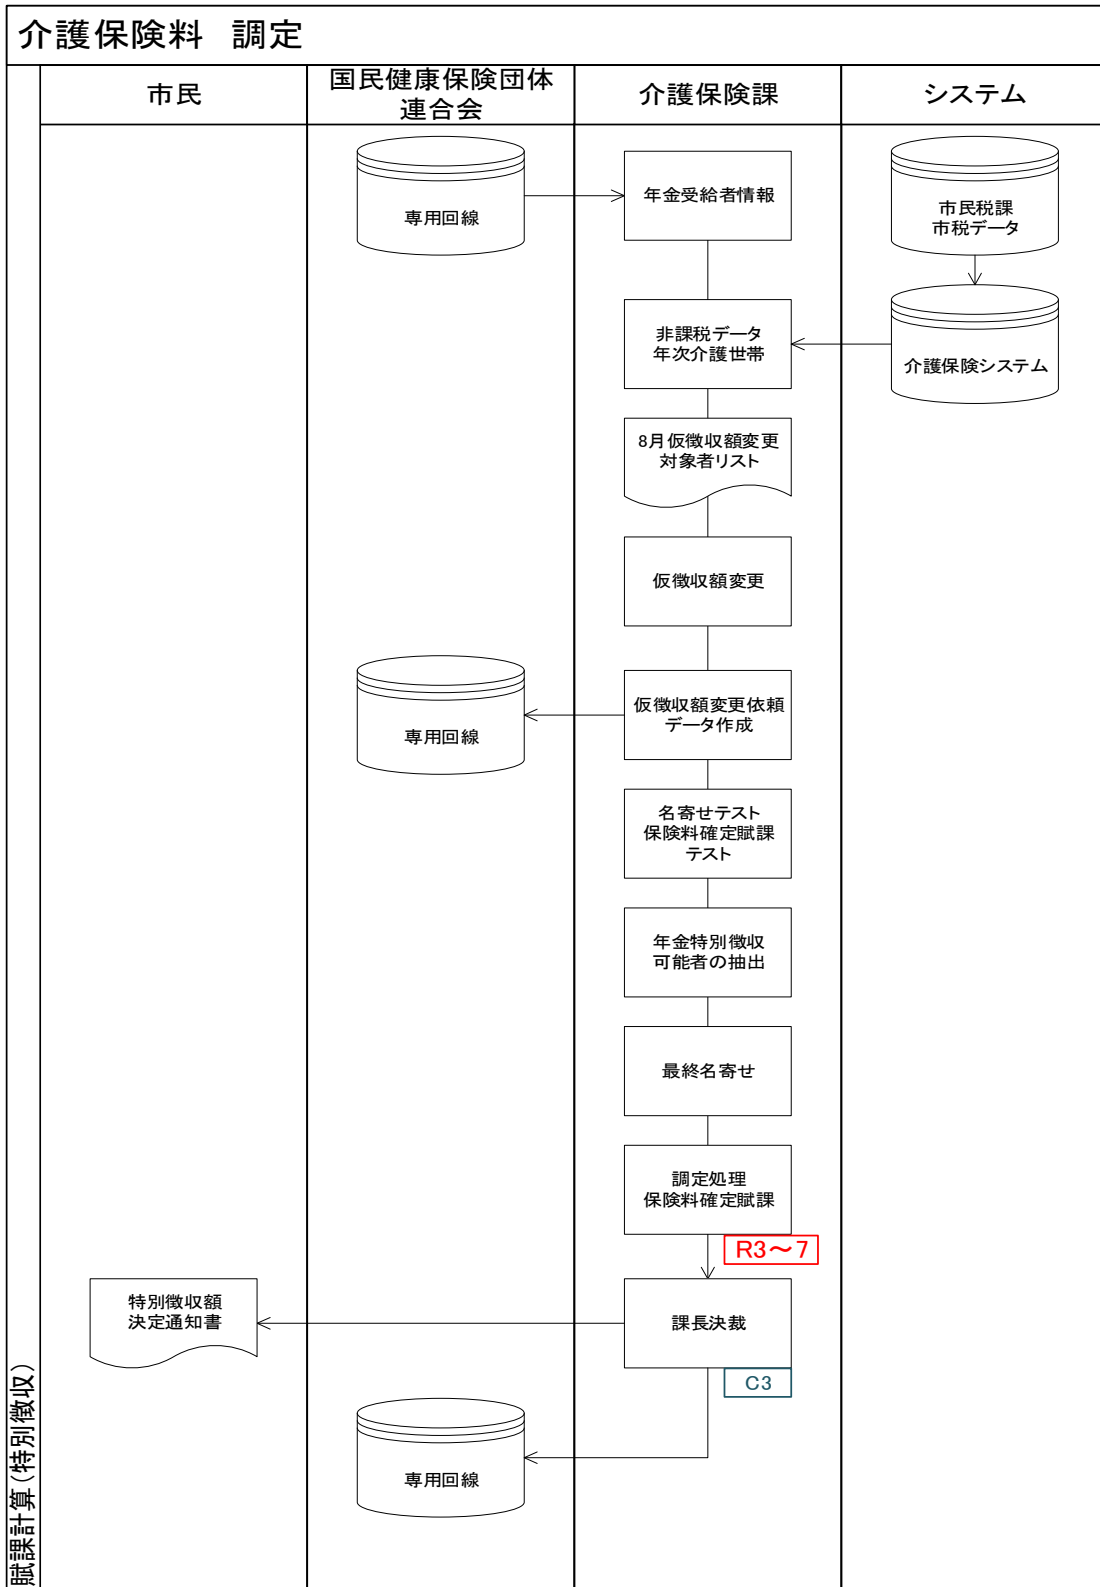 介護保険料　調定
市民
国民健康保険団体
連合会
介護保険課
システム
専用回線
年金受給者情報
市民税課
市税データ
非課税データ
年次介護世帯
介護保険システム
8月仮徴収額変更
対象者リスト
仮徴収額変更
専用回線
仮徴収額変更依頼
データ作成
名寄せテスト
保険料確定賦課
テスト
年金特別徴収
可能者の抽出
最終名寄せ
調定処理
保険料確定賦課
R3～7
特別徴収額
決定通知書
課長決裁
C3
専用回線
賦課計算(特別徴収)